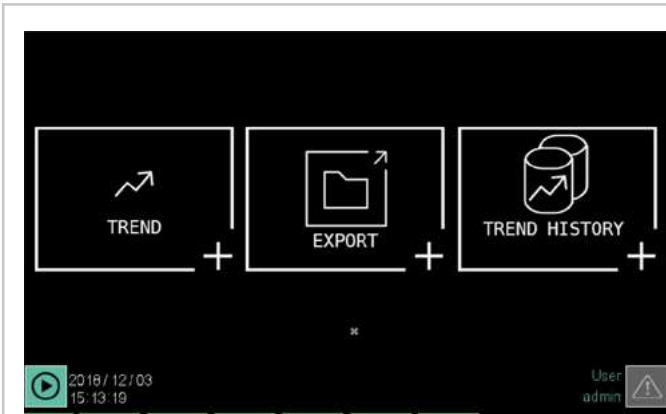 TREND
EXPORT
TREND HISTORY
2018/12/03
15:13:19
User
admin